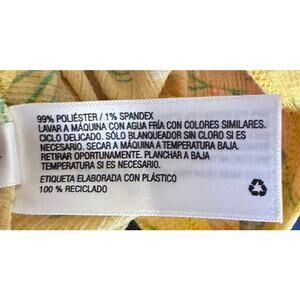 99% POLIÉSTER / 1% SPANDEX
LAVAR A MÁQUINA CON AGUA FRÍA CON COLORES SIMILARES.
CICLO DELICADO. SÓLO BLANQUEADOR SIN CLORO SI ES
NECESARIO. SECAR A MÁQUINA A TEMPERATURA BAJA.
RETIRAR OPORTUNAMENTE. PLANCHAR A BAJA
TEMPERATURA SI ES NECESARIO.
ETIQUETA ELABORADA CON PLÁSTICO
100 % RECICLADO